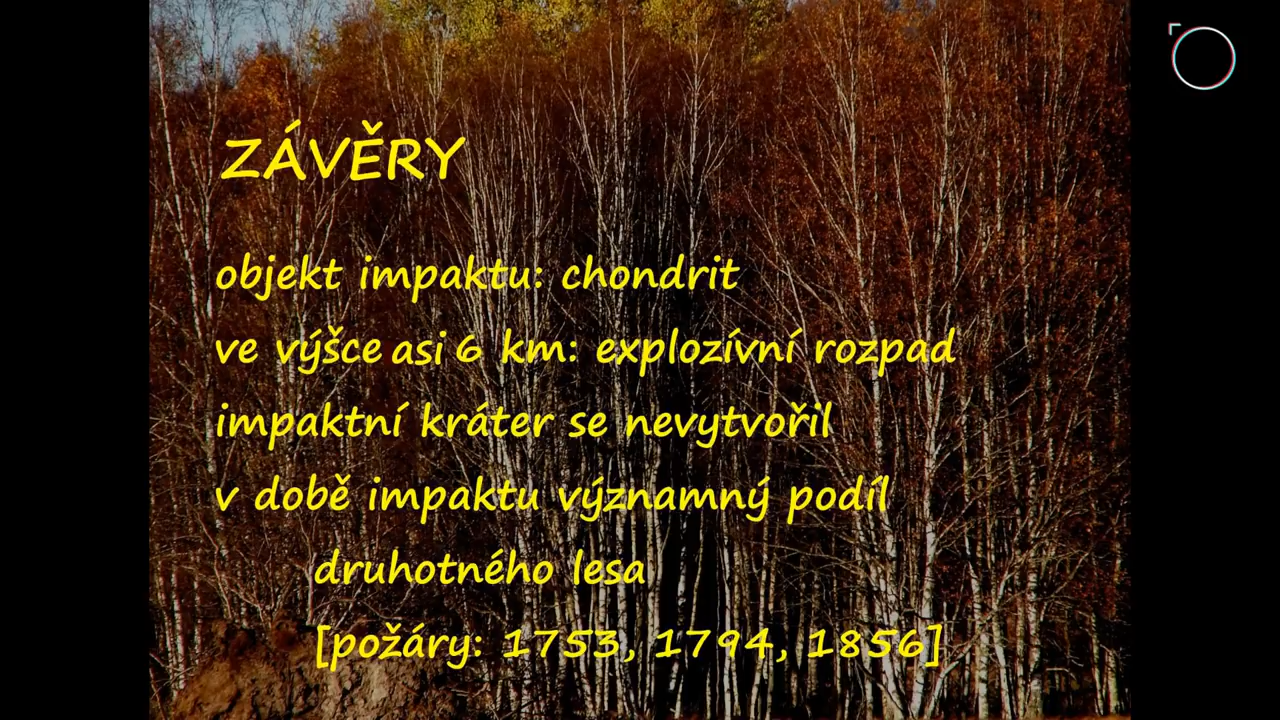 ZÁVĚRY
objekt impaktu: chondrit
ve výšce asi 6 km: explozívní rozpad
impaktní kráter se nevytvořil
v době impaktu významný podíl
druhotného lesa
[požáry: 1753, 1794, 1856]